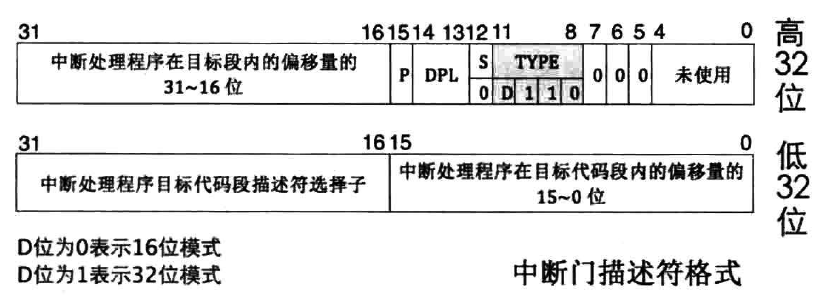 31 16 15 14 13 12 11 8 7 6 5 4 0
中断处理程序在目标段内的偏移量的
31~16 位
P
DPL
S
0
TYPE
D 1 1 0
0 0 0
未使用
高
32
位
31 16 15 0
中断处理程序目标代码段描述符选择子
中断处理程序在目标代码段内的偏移量的
15~0 位
低
32
位
D位为0表示16位模式
D位为1表示32位模式
中断门描述符格式